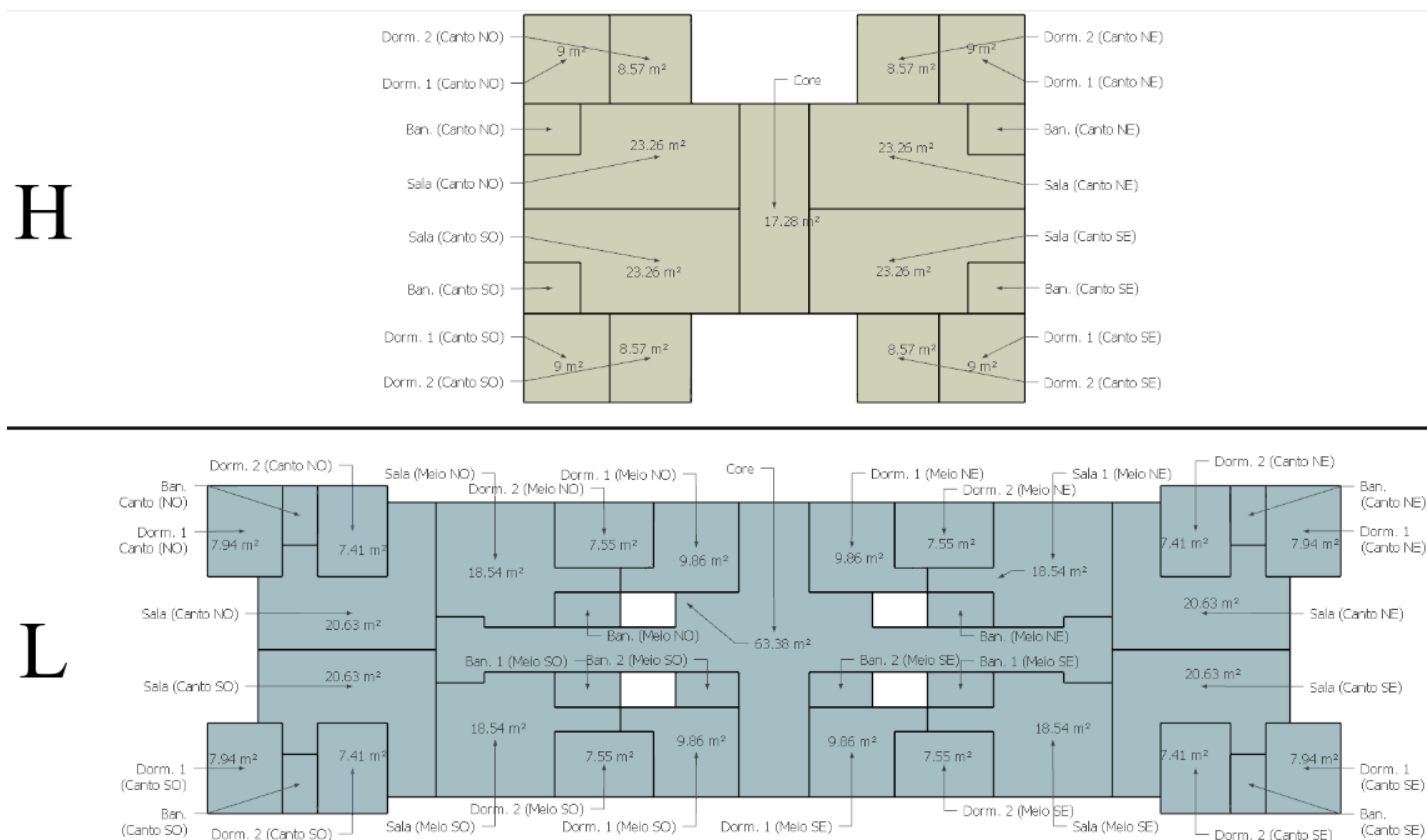 H
Dorm. 2 (Canto NO)
9 m²
8.57 m²
Dorm. 1 (Canto NO)
Ban. (Canto NO)
23.26 m²
Sala (Canto NO)
Core
17.28 m²
Dorm. 2 (Canto NE)
9 m²
8.57 m²
Dorm. 1 (Canto NE)
Ban. (Canto NE)
23.26 m²
Sala (Canto NE)
Sala (Canto SO)
23.26 m²
Ban. (Canto SO)
Dorm. 1 (Canto SO)
8.57 m²
9 m²
Dorm. 2 (Canto SO)
Sala (Canto SE)
23.26 m²
Ban. (Canto SE)
Dorm. 1 (Canto SE)
8.57 m²
9 m²
Dorm. 2 (Canto SE)
L
Dorm. 2 (Canto NO)
Ban.
Canto (NO)
Dorm. 1
Canto (NO)
7.94 m²
7.41 m²
Sala (Canto NO)
20.63 m²
Sala (Meio NO)
Dorm. 2 (Meio NO)
Dorm. 1 (Meio NO)
7.55 m²
9.86 m²
18.54 m²
Ban. (Meio NO)
Core
63.38 m²
Dorm. 1 (Meio NE)
Dorm. 2 (Meio NE)
Sala 1 (Meio NE)
9.86 m²
7.55 m²
18.54 m²
Ban. (Meio NE)
Dorm. 2 (Canto NE)
Ban.
(Canto NE)
Dorm. 1
(Canto NE)
7.41 m²
7.94 m²
20.63 m²
Sala (Canto NE)
20.63 m²
Sala (Canto SO)
7.94 m²
7.41 m²
Dorm. 1
(Canto SO)
Ban.
(Canto SO)
Dorm. 2 (Canto SO)
Ban. 1 (Meio SO)
Ban. 2 (Meio SO)
18.54 m²
7.55 m²
9.86 m²
Dorm. 2 (Meio SO)
Sala (Meio SO)
Dorm. 1 (Meio SO)
Ban. 2 (Meio SE)
Ban. 1 (Meio SE)
9.86 m²
7.55 m²
18.54 m²
Dorm. 1 (Meio SE)
Dorm. 2 (Meio SE)
Sala (Meio SE)
20.63 m²
Sala (Canto SE)
7.41 m²
7.94 m²
Dorm. 1
(Canto SE)
Ban.
(Canto SE)
Dorm. 2 (Canto SE)